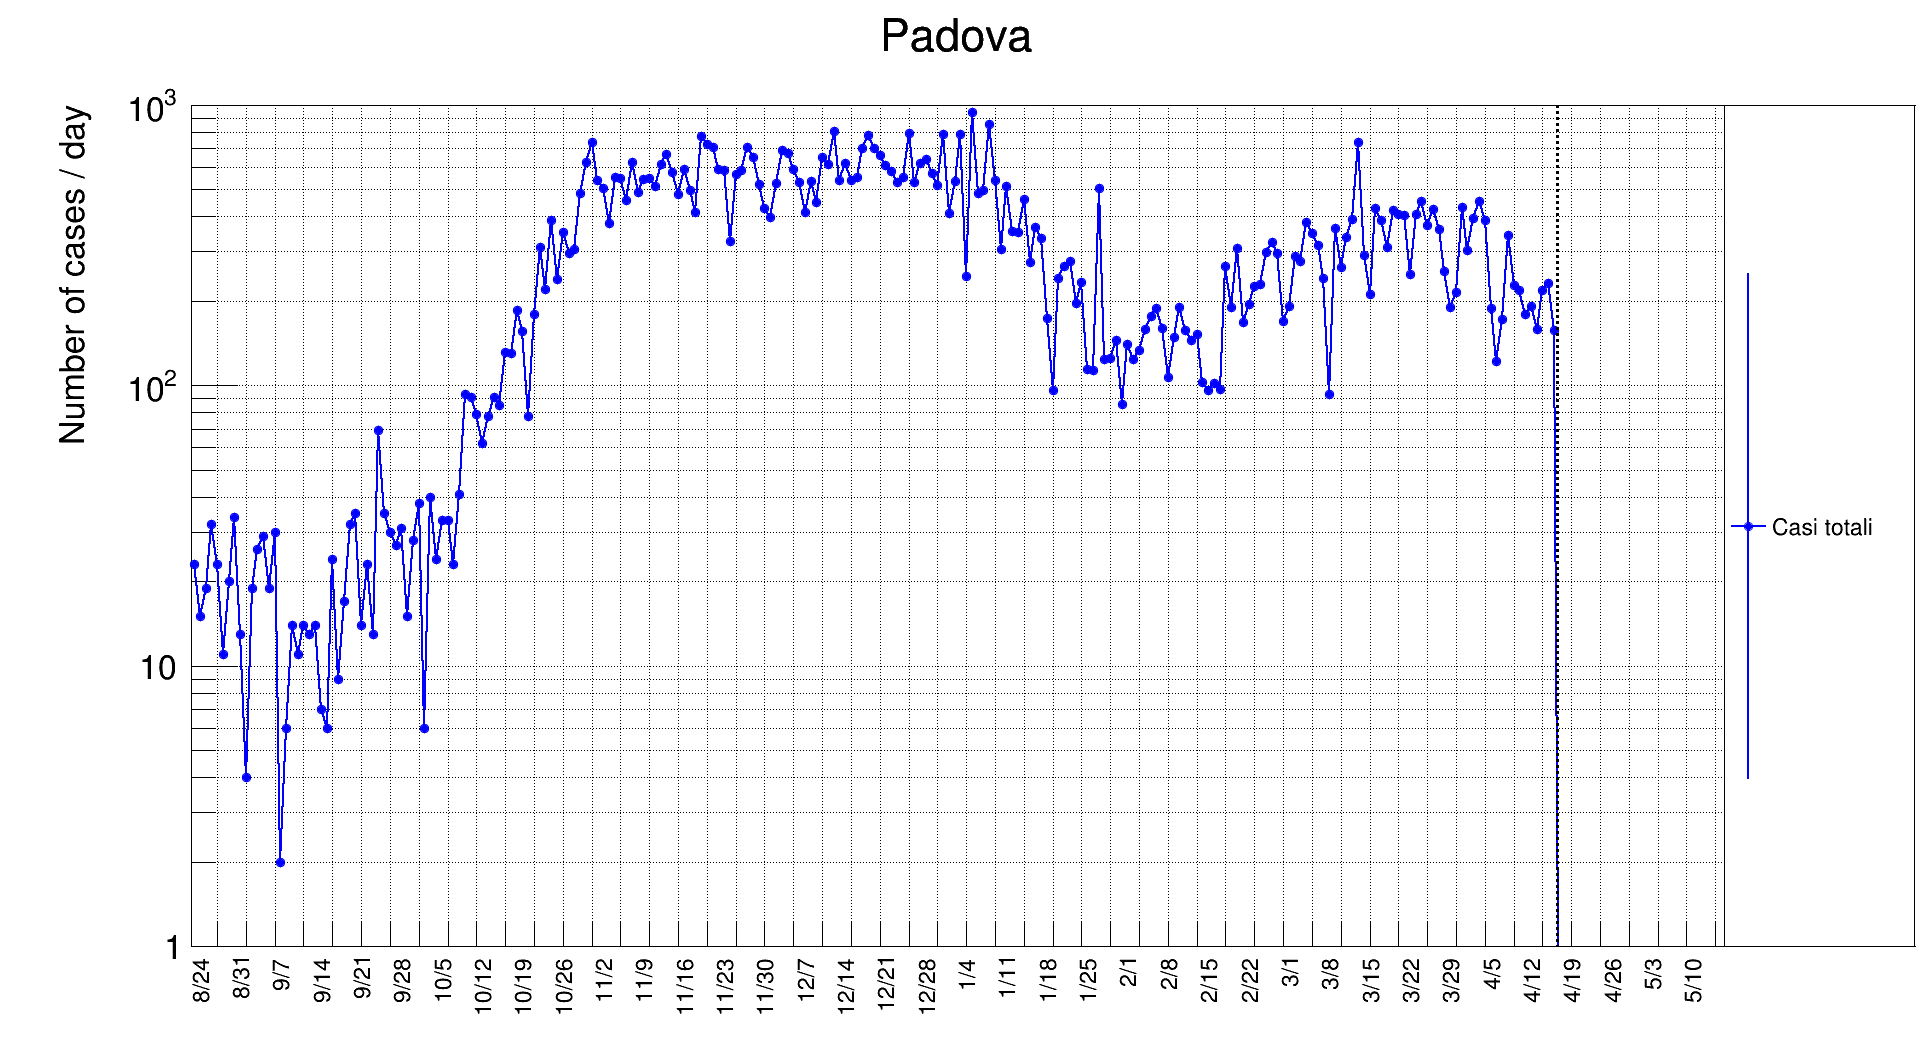 Padova
Number of cases / day
10³
10²
10
1
8/24 8/31 9/7 9/14 9/21 9/28 10/5 10/12 10/19 10/26 11/2 11/9 11/16 11/23 11/30 12/7 12/14 12/21 12/28 1/4 1/11 1/18 1/25 2/1 2/8 2/15 2/22 3/1 3/8 3/15 3/22 3/29 4/5 4/12 4/19 4/26 5/3 5/10
Casi totali